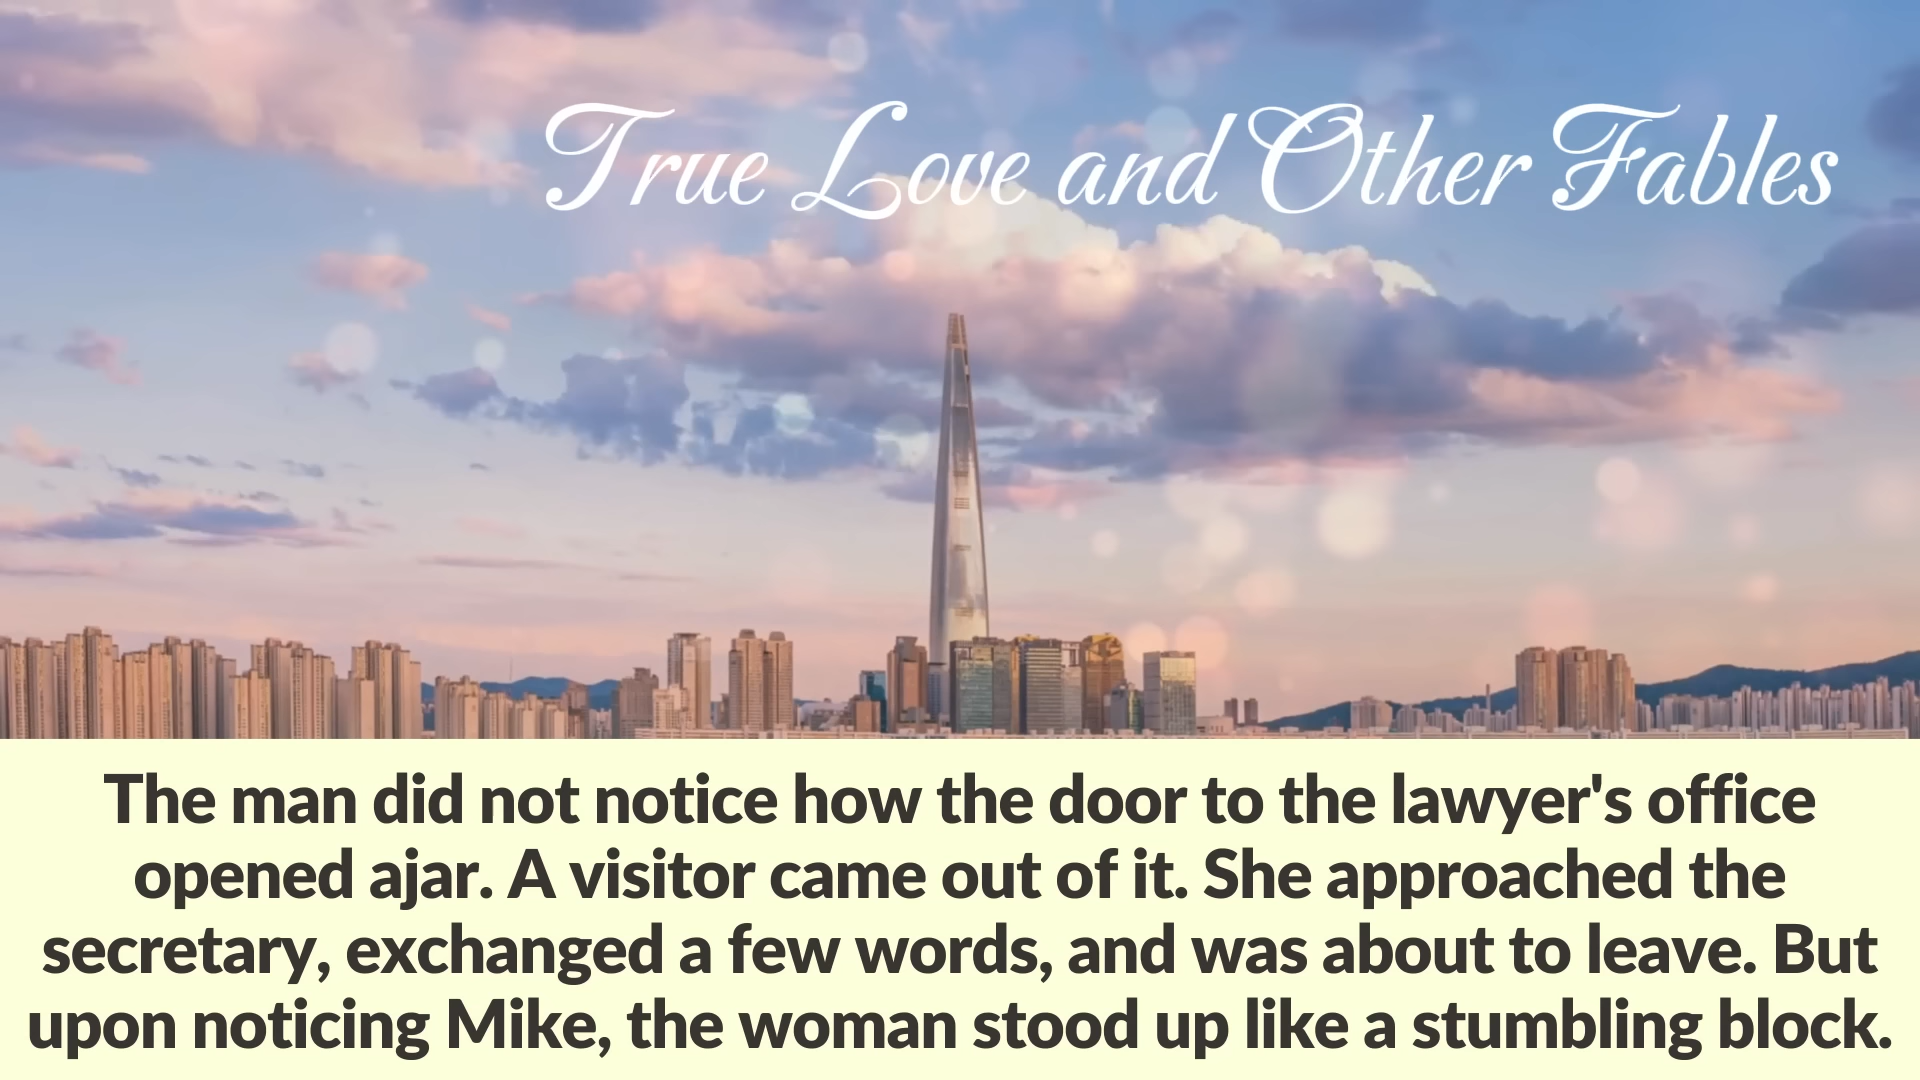 True Love and Other Fables
The man did not notice how the door to the lawyer's office
opened ajar. A visitor came out of it. She approached the
secretary, exchanged a few words, and was about to leave. But
upon noticing Mike, the woman stood up like a stumbling block.